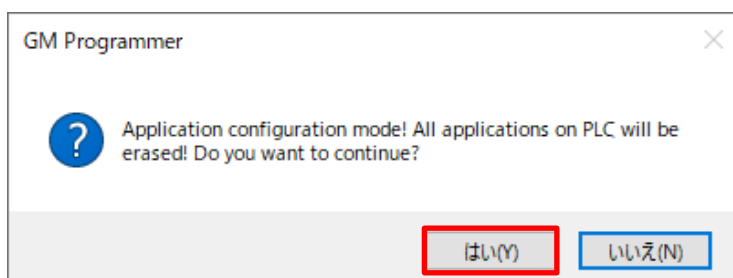 GM Programmer
Application configuration mode! All applications on PLC will be
erased! Do you want to continue?
はい(Y)
いいえ(N)